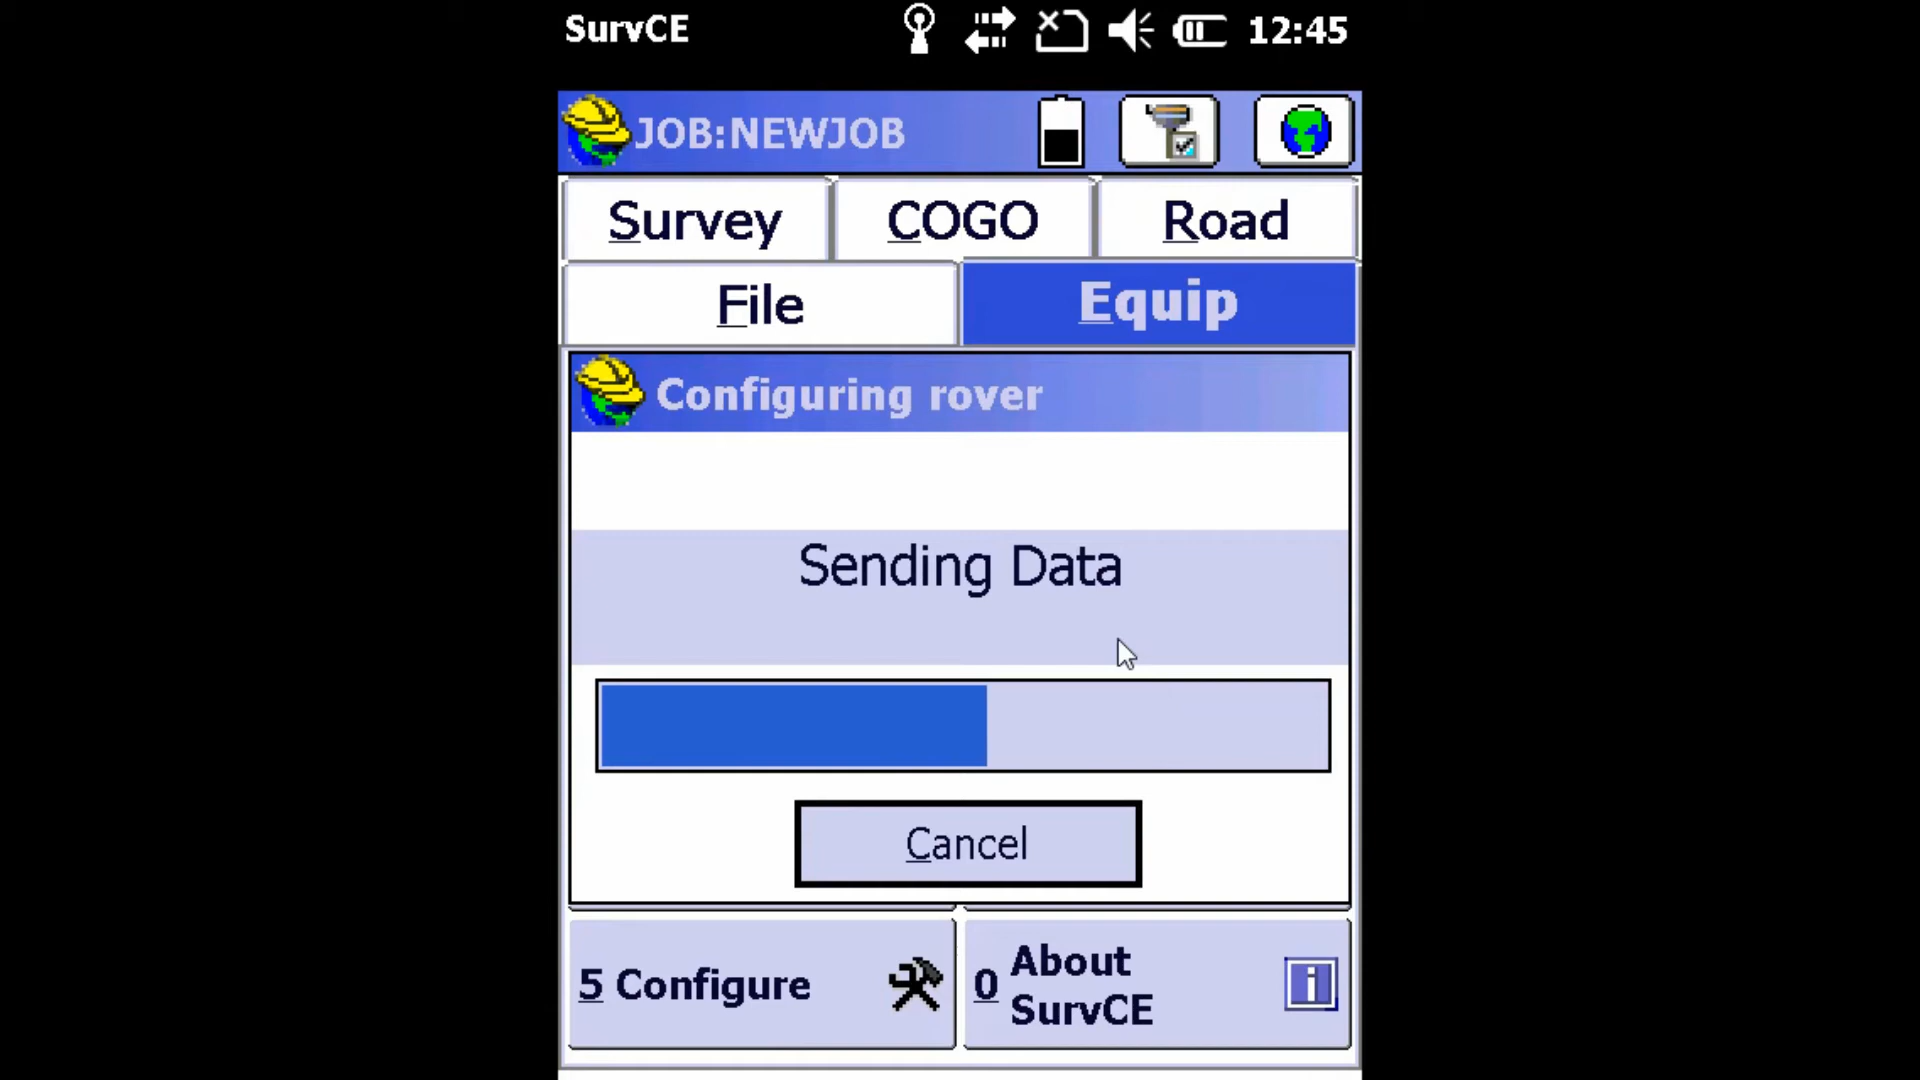 SurvCE 12:45
JOB:NEWJOB
Survey COGO Road
File Equip
Configuring rover
Sending Data
Cancel
5 Configure 0 About SurvCE